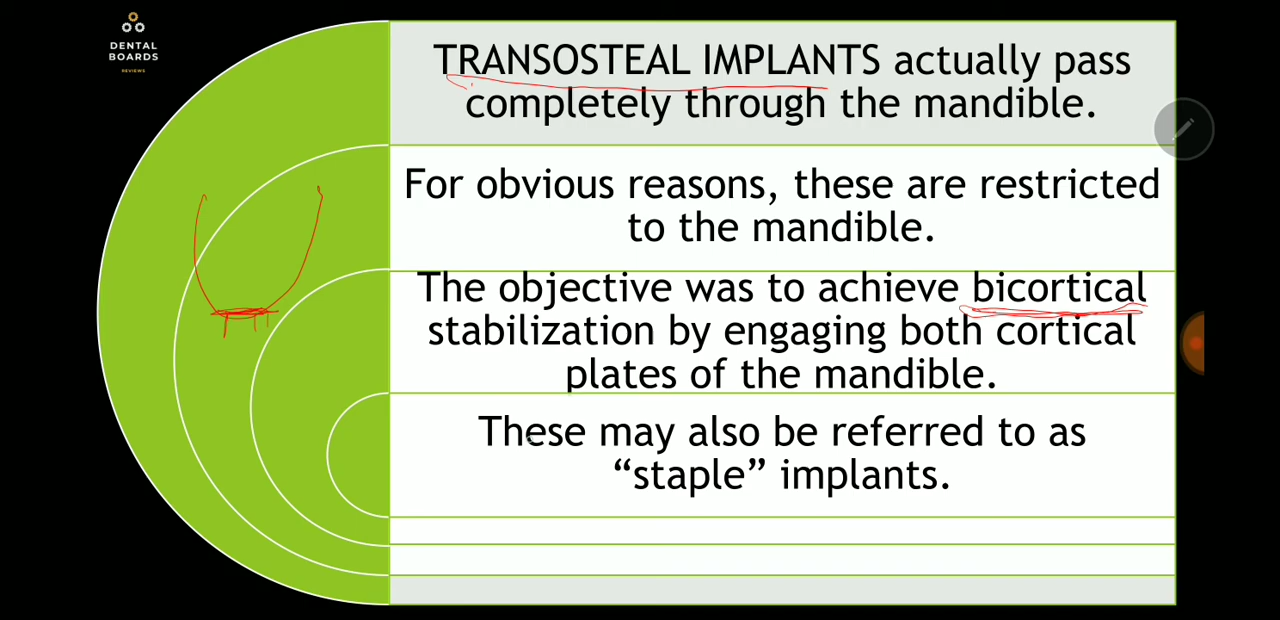 DENTAL
BOARDS
REVIEWS
TRANSOSTEAL IMPLANTS actually pass
completely through the mandible.
For obvious reasons, these are restricted
to the mandible.
The objective was to achieve bicortical
stabilization by engaging both cortical
plates of the mandible.
These may also be referred to as
“staple” implants.